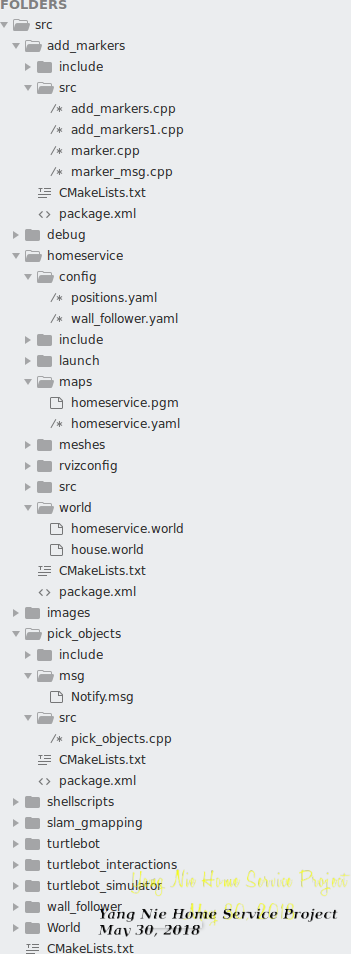 FOLDERS
src
add_markers
include
src
add_markers.cpp
add_markers1.cpp
marker.cpp
marker_msg.cpp
CMakeLists.txt
package.xml
debug
homeservice
config
positions.yaml
wall_follower.yaml
include
launch
maps
homeservice.pgm
homeservice.yaml
meshes
rvizconfig
src
world
homeservice.world
house.world
CMakeLists.txt
package.xml
images
pick_objects
include
msg
Notify.msg
src
pick_objects.cpp
CMakeLists.txt
package.xml
shellscripts
slam_gmapping
turtlebot
turtlebot_interactions
turtlebot_simulator
Yang Nie Home Service Project
May 30, 2018
wall_follower
Yang Nie Home Service Project
World
May 30, 2018
CMakeLists.txt